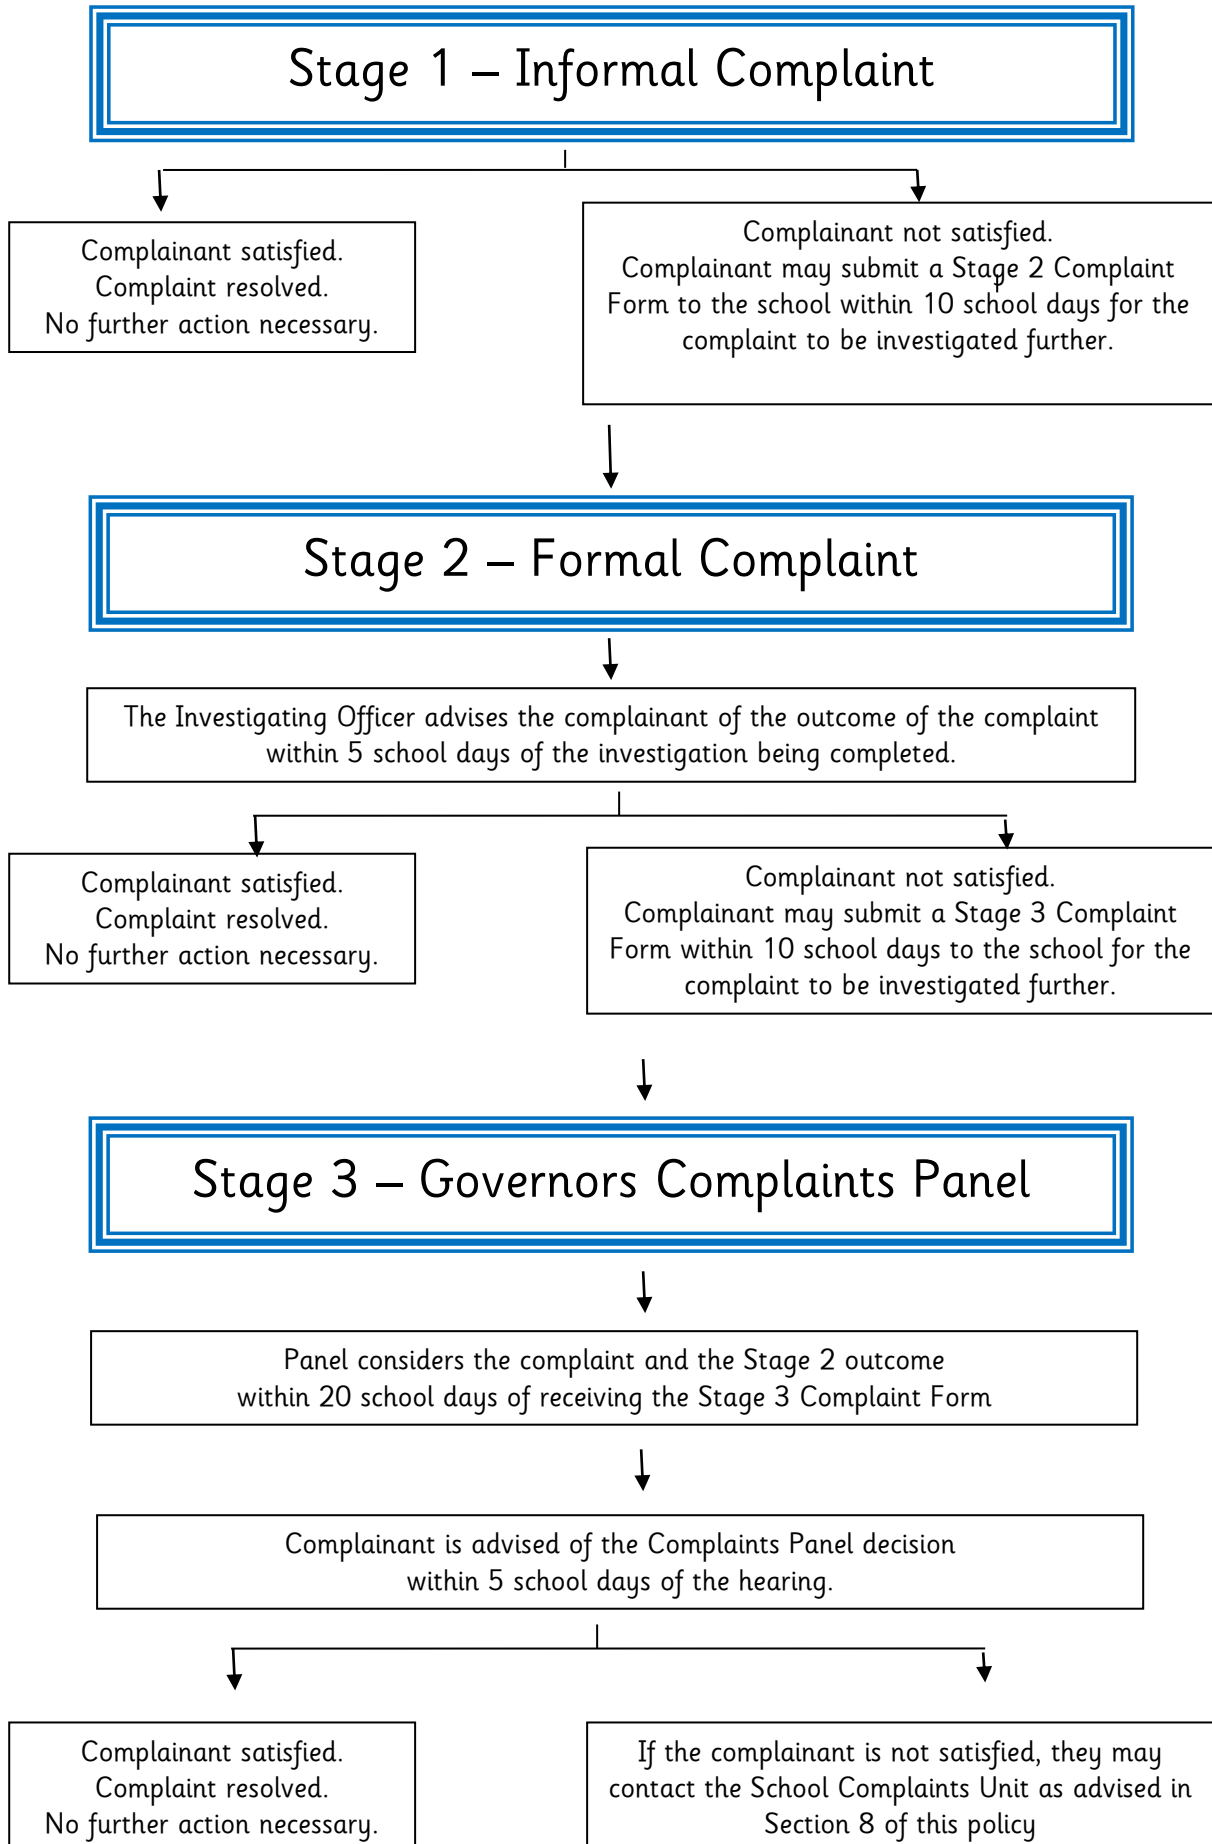 Stage 1 – Informal Complaint
Complainant satisfied.
Complaint resolved.
No further action necessary.
Complainant not satisfied.
Complainant may submit a Stage 2 Complaint
Form to the school within 10 school days for the
complaint to be investigated further.
Stage 2 – Formal Complaint
The Investigating Officer advises the complainant of the outcome of the complaint
within 5 school days of the investigation being completed.
Complainant satisfied.
Complaint resolved.
No further action necessary.
Complainant not satisfied.
Complainant may submit a Stage 3 Complaint
Form within 10 school days to the school for the
complaint to be investigated further.
Stage 3 – Governors Complaints Panel
Panel considers the complaint and the Stage 2 outcome
within 20 school days of receiving the Stage 3 Complaint Form
Complainant is advised of the Complaints Panel decision
within 5 school days of the hearing.
Complainant satisfied.
Complaint resolved.
No further action necessary.
If the complainant is not satisfied, they may
contact the School Complaints Unit as advised in
Section 8 of this policy